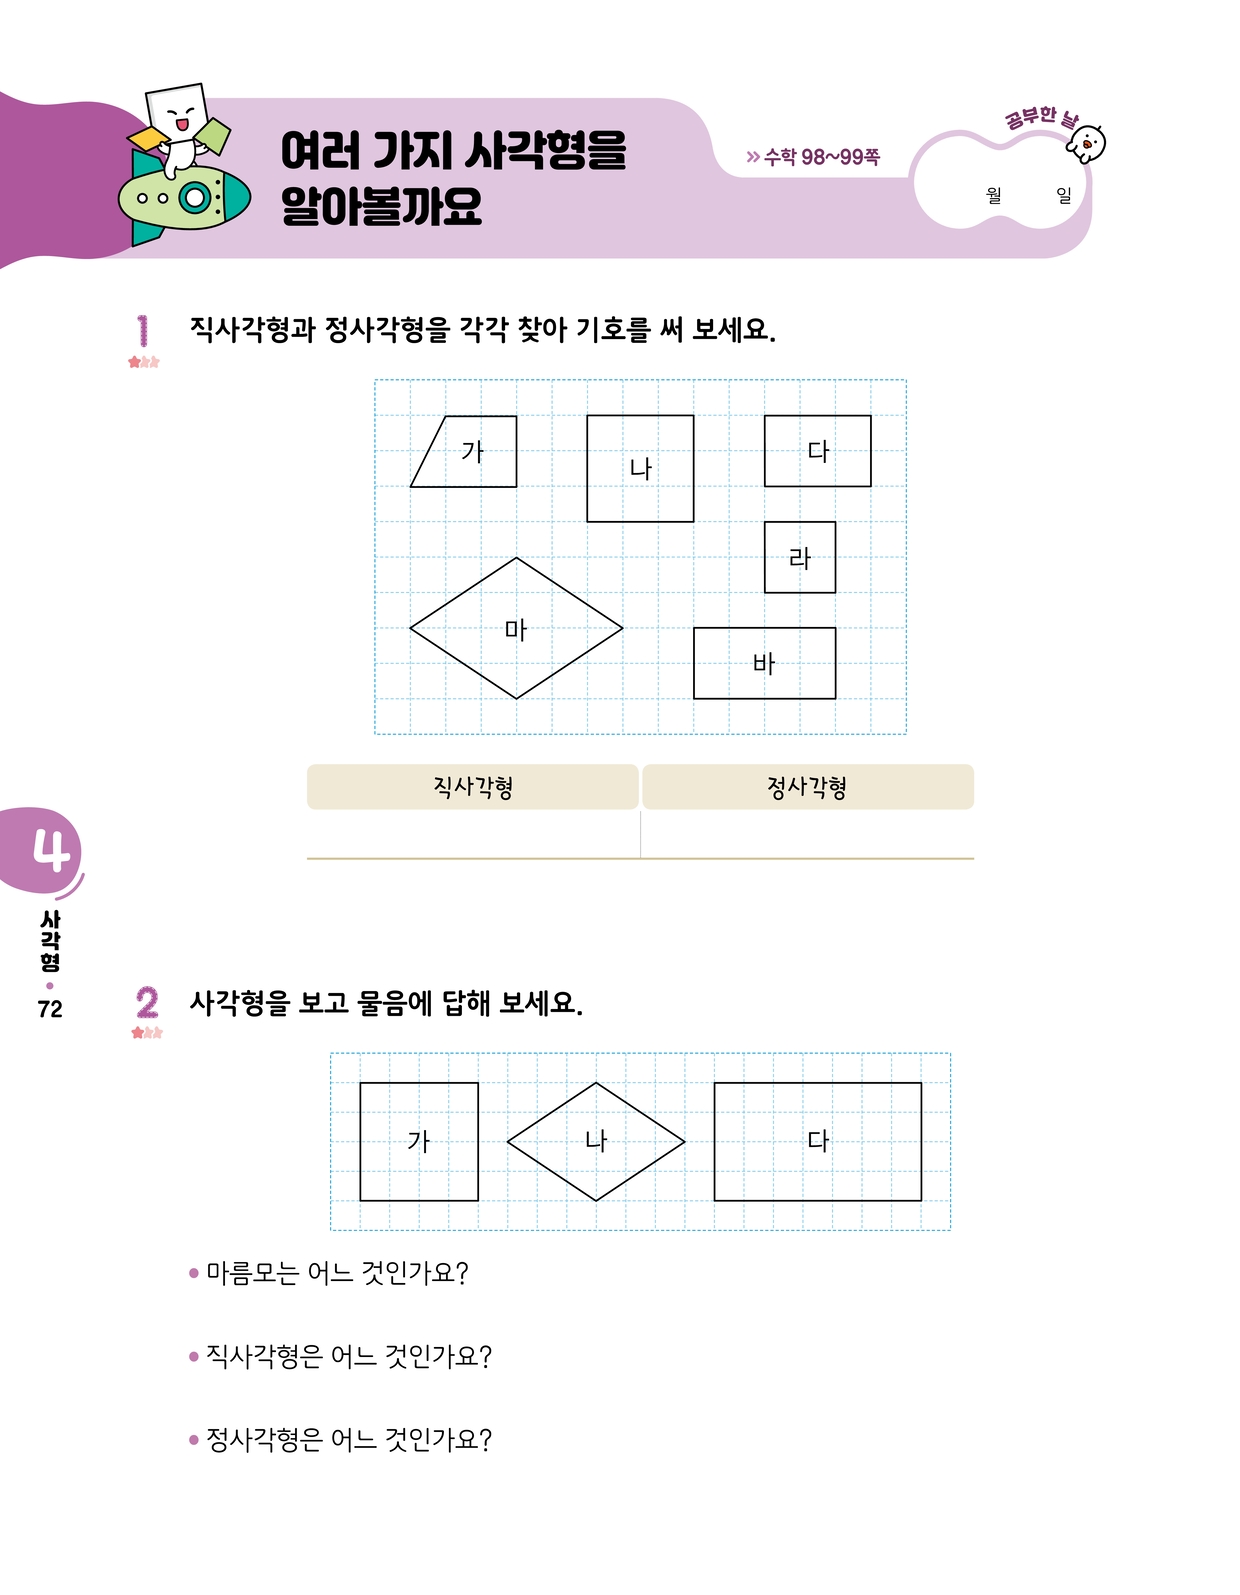 여러 가지 사각형을
알아볼까요
수학 98~99쪽
공부한 날
월 일
1 직사각형과 정사각형을 각각 찾아 기호를 써 보세요.
가
나
다
라
마
바
직사각형 정사각형
4
사각형
72
2 사각형을 보고 물음에 답해 보세요.
가 나 다
마름모는 어느 것인가요?
직사각형은 어느 것인가요?
정사각형은 어느 것인가요?